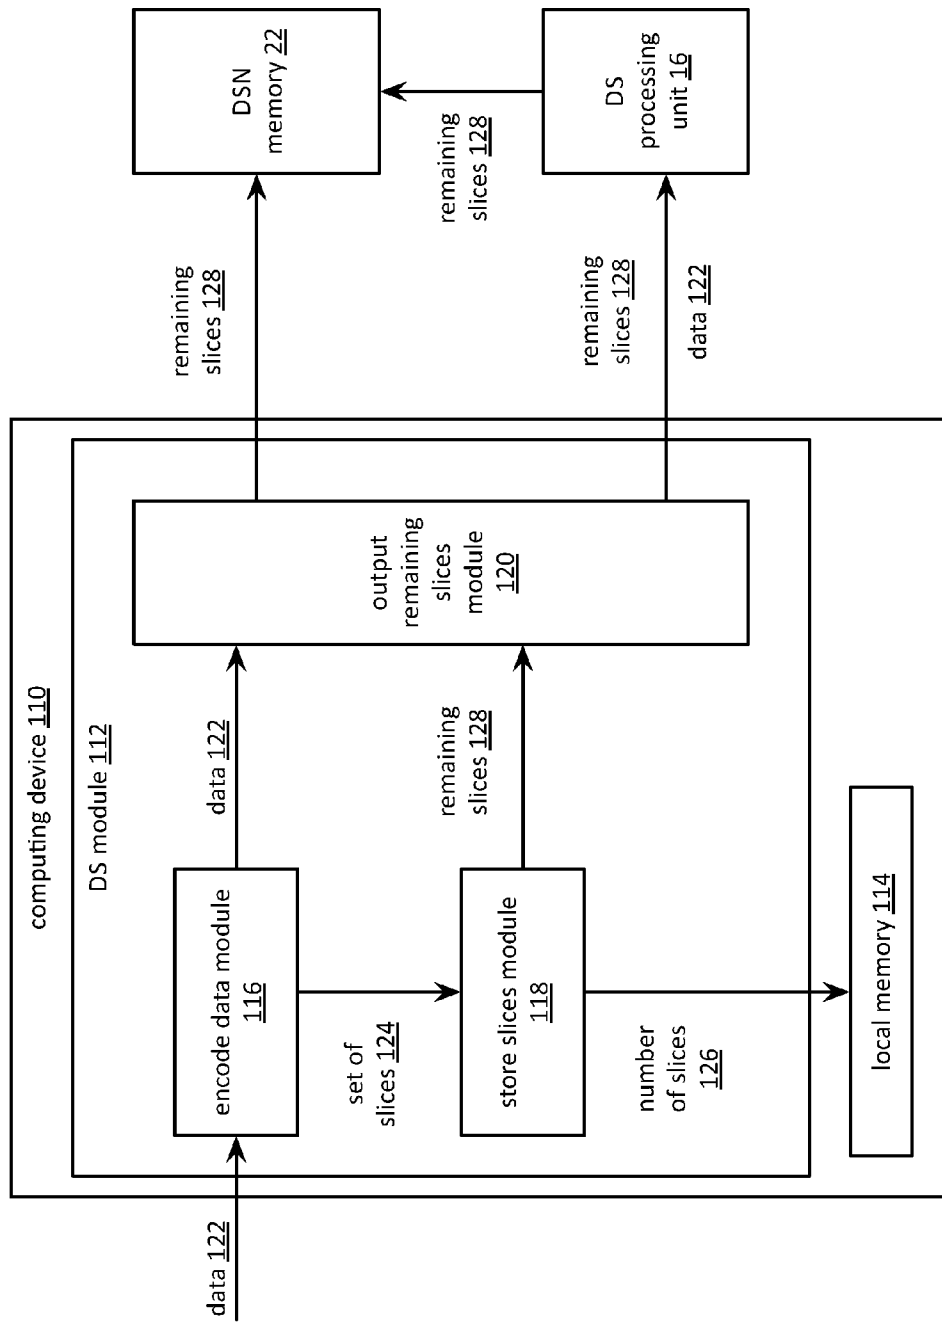 computing device 110
DS module 112
data 122
encode data module
116
data 122
set of
slices 124
store slices module
118
remaining
slices 128
number
of slices
126
local memory 114
output
remaining
slices
module
120
remaining
slices 128
DSN
memory 22
remaining
slices 128
remaining
slices 128
data 122
DS
processing
unit 16